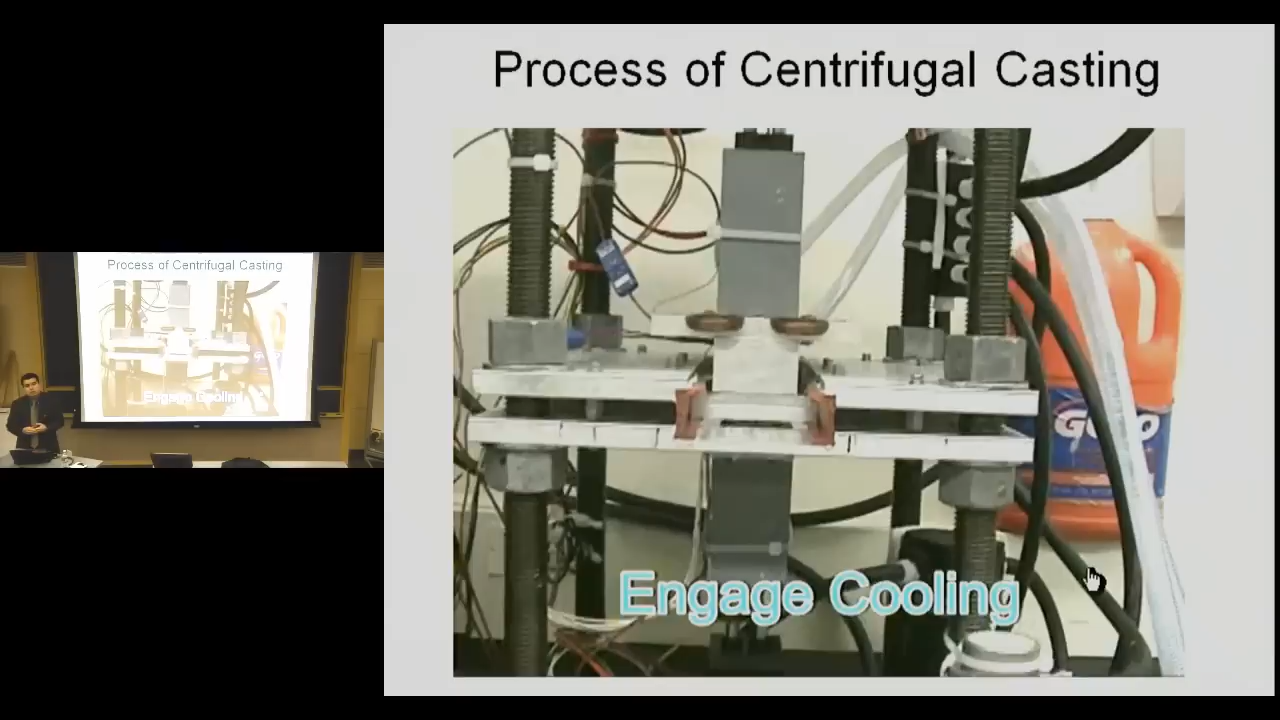 Process of Centrifugal Casting
Engage Cooling
Process of Centrifugal Casting
Engage Cooling